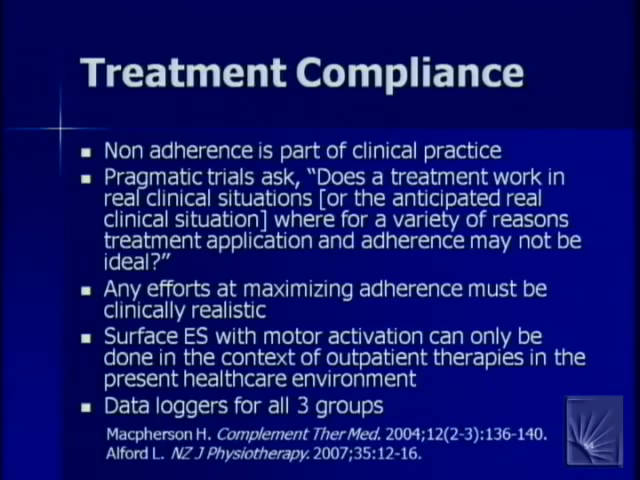 Treatment Compliance
Non adherence is part of clinical practice
Pragmatic trials ask, “Does a treatment work in
real clinical situations [or the anticipated real
clinical situation] where for a variety of reasons
treatment application and adherence may not be
ideal?”
Any efforts at maximizing adherence must be
clinically realistic
Surface ES with motor activation can only be
done in the context of outpatient therapies in the
present healthcare environment
Data loggers for all 3 groups
Macpherson H. Complement Ther Med. 2004;12(2-3):136-140.
Alford L. NZ J Physiotherapy. 2007;35:12-16.